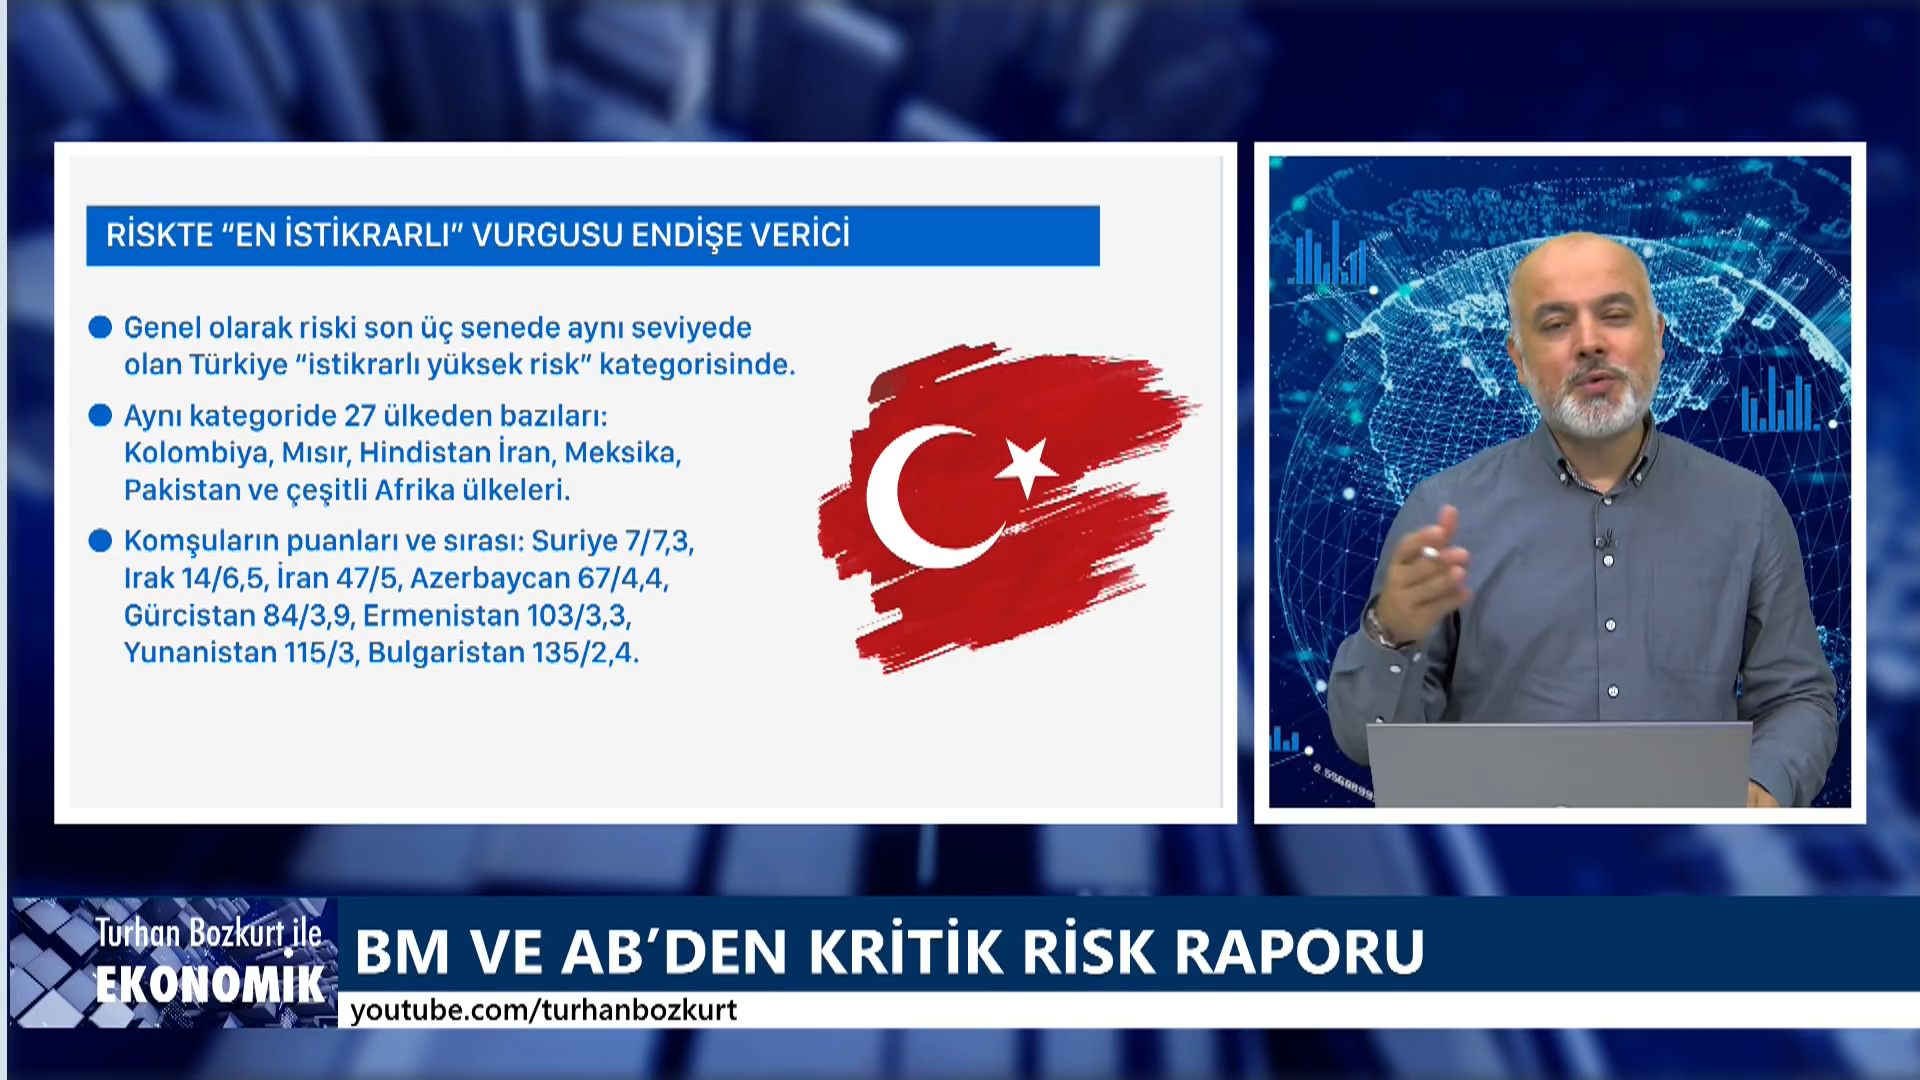 RİSKTE “EN İSTİKRARLI” VURGUSU ENDİŞE VERİCİ
Genel olarak riski son üç senede aynı seviyede
olan Türkiye “istikrarlı yüksek risk” kategorisinde.
Aynı kategoride 27 ülkeden bazıları:
Kolombiya, Mısır, Hindistan İran, Meksika,
Pakistan ve çeşitli Afrika ülkeleri.
Komşuların puanları ve sırası: Suriye 7/7,3,
Irak 14/6,5, İran 47/5, Azerbaycan 67/4,4,
Gürcistan 84/3,9, Ermenistan 103/3,3,
Yunanistan 115/3, Bulgaristan 135/2,4.
Turhan Bozkurt ile
EKONOMİK
BM VE AB’DEN KRİTİK RİSK RAPORU
youtube.com/turhanbozkurt